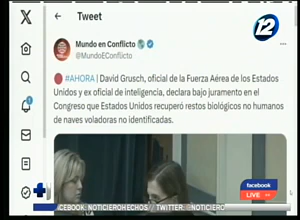 Tweet
12
Mundo en Conflicto
@MundoEConflicto
#AHORA | David Grusch, oficial de la Fuerza Aérea de los Estados
Unidos y ex oficial de inteligencia, declara bajo juramento en el
Congreso que Estados Unidos recuperó restos biológicos no humanos
de naves voladoras no identificadas.
facebook
LIVE
FACEBOOK: NOTICIEROHECHOS // TWITTER: @NOTICIERO